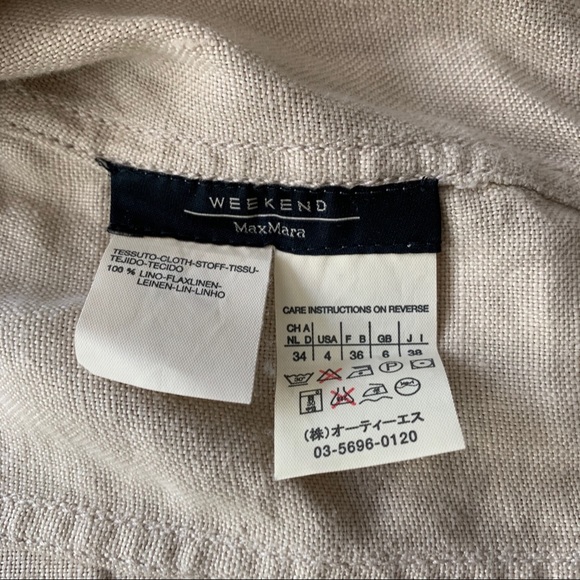 WEEKEND
MaxMara
TESSUTO-CLOTH-STOFF-TISSU-
TEJIDO-TECIDO
100 % LINO-FLAXLINEN-
LEINEN-LIN-LINHO
CARE INSTRUCTIONS ON REVERSE
CH A
NL D USA F B GB J I
34 4 36 6 38
P
(株)オーティーエス
03-5696-0120